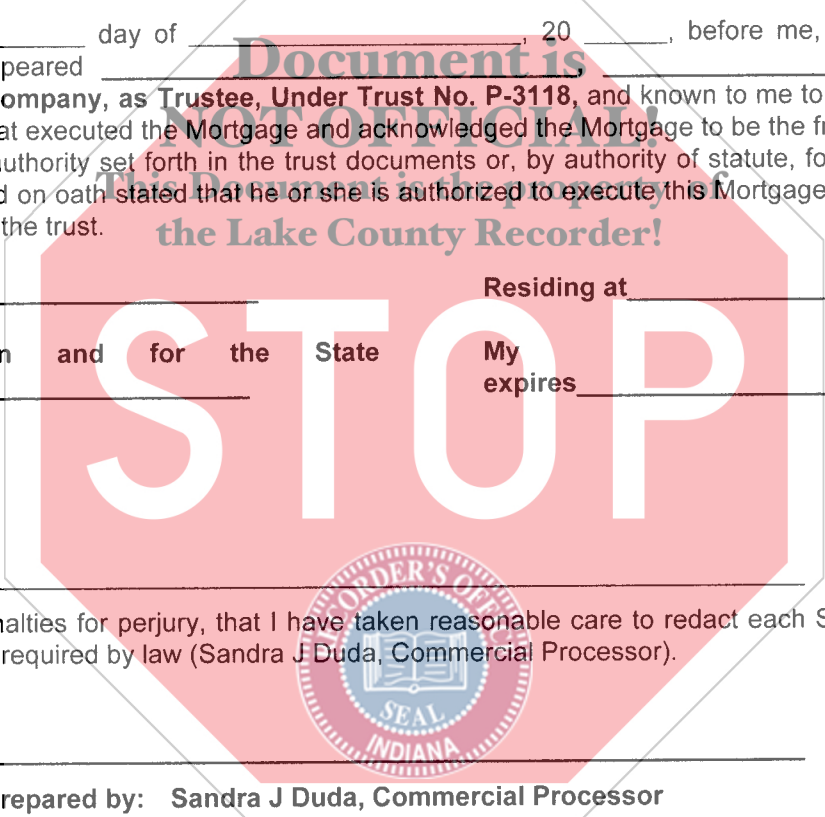 day of , 20 , before me,
Document is
peared ,
ompany, as Trustee, Under Trust No. P-3118, and known to me to
NOT OFFICIAL!
at executed the Mortgage and acknowledged the Mortgage to be the fr
uthority set forth in the trust documents or, by authority of statute, fo
This Document is the property of
d on oath stated that he or she is authorized to execute this Mortgage
the trust.
the Lake County Recorder!
Residing at
n and for the State My
expires
STOP
RECORDER'S OFFICE
alties for perjury, that I have taken reasonable care to redact each S
required by law (Sandra J Duda, Commercial Processor).
SEAL
INDIANA
repared by: Sandra J Duda, Commercial Processor